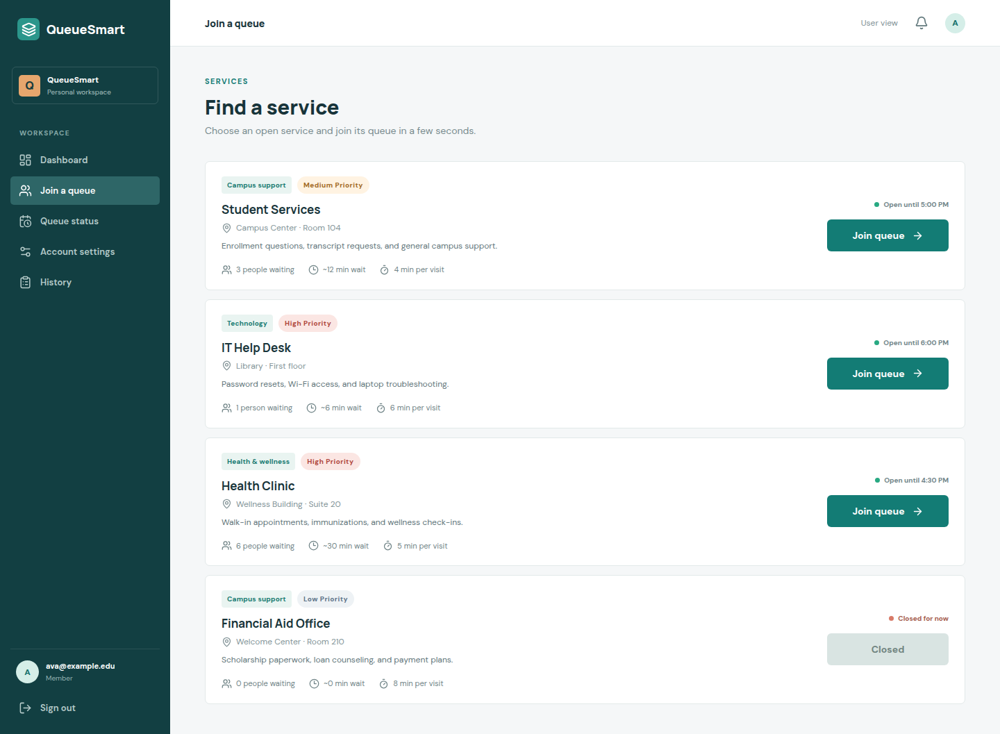 QueueSmart
Q
QueueSmart
Personal workspace
WORKSPACE
Dashboard
Join a queue
Queue status
Account settings
History
A
ava@example.edu
Member
Sign out
Join a queue
User view
A
SERVICES
Find a service
Choose an open service and join its queue in a few seconds.
Campus support Medium Priority
Student Services
Campus Center · Room 104
Enrollment questions, transcript requests, and general campus support.
3 people waiting ~12 min wait 4 min per visit
Open until 5:00 PM
Join queue
Technology High Priority
IT Help Desk
Library · First floor
Password resets, Wi-Fi access, and laptop troubleshooting.
1 person waiting ~6 min wait 6 min per visit
Open until 6:00 PM
Join queue
Health & wellness High Priority
Health Clinic
Wellness Building · Suite 20
Walk-in appointments, immunizations, and wellness check-ins.
6 people waiting ~30 min wait 5 min per visit
Open until 4:30 PM
Join queue
Campus support Low Priority
Financial Aid Office
Welcome Center · Room 210
Scholarship paperwork, loan counseling, and payment plans.
0 people waiting ~0 min wait 8 min per visit
Closed for now
Closed